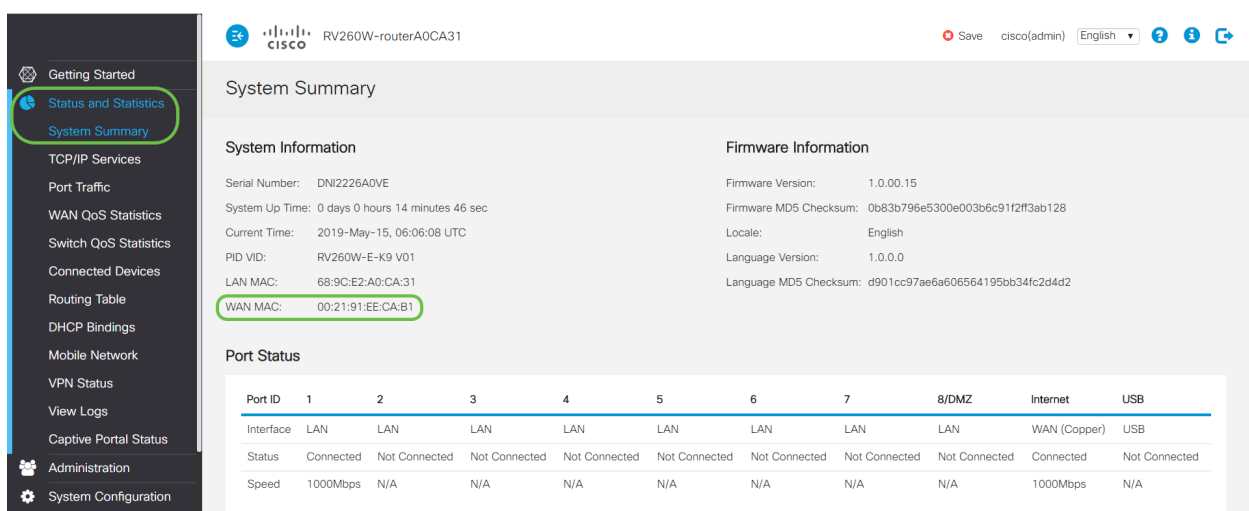 CISCO RV260W-routerA0CA31 Save cisco(admin) English
Getting Started
Status and Statistics
System Summary
TCP/IP Services
Port Traffic
WAN QoS Statistics
Switch QoS Statistics
Connected Devices
Routing Table
DHCP Bindings
Mobile Network
VPN Status
View Logs
Captive Portal Status
Administration
System Configuration
System Summary
System Information
Serial Number: DNI2226A0VE
System Up Time: 0 days 0 hours 14 minutes 46 sec
Current Time: 2019-May-15, 06:06:08 UTC
PID VID: RV260W-E-K9 V01
LAN MAC: 68:9C:E2:A0:CA:31
WAN MAC: 00:21:91:EE:CA:B1
Firmware Information
Firmware Version: 1.0.00.15
Firmware MD5 Checksum: 0b83b796e5300e003b6c91f2ff3ab128
Locale: English
Language Version: 1.0.0.0
Language MD5 Checksum: d901cc97ae6a606564195bb34fc2d4d2
Port Status
Port ID 1 2 3 4 5 6 7 8/DMZ Internet USB
Interface LAN LAN LAN LAN LAN LAN LAN LAN WAN (Copper) USB
Status Connected Not Connected Not Connected Not Connected Not Connected Not Connected Not Connected Not Connected Connected Not Connected
Speed 1000Mbps N/A N/A N/A N/A N/A N/A N/A 1000Mbps N/A